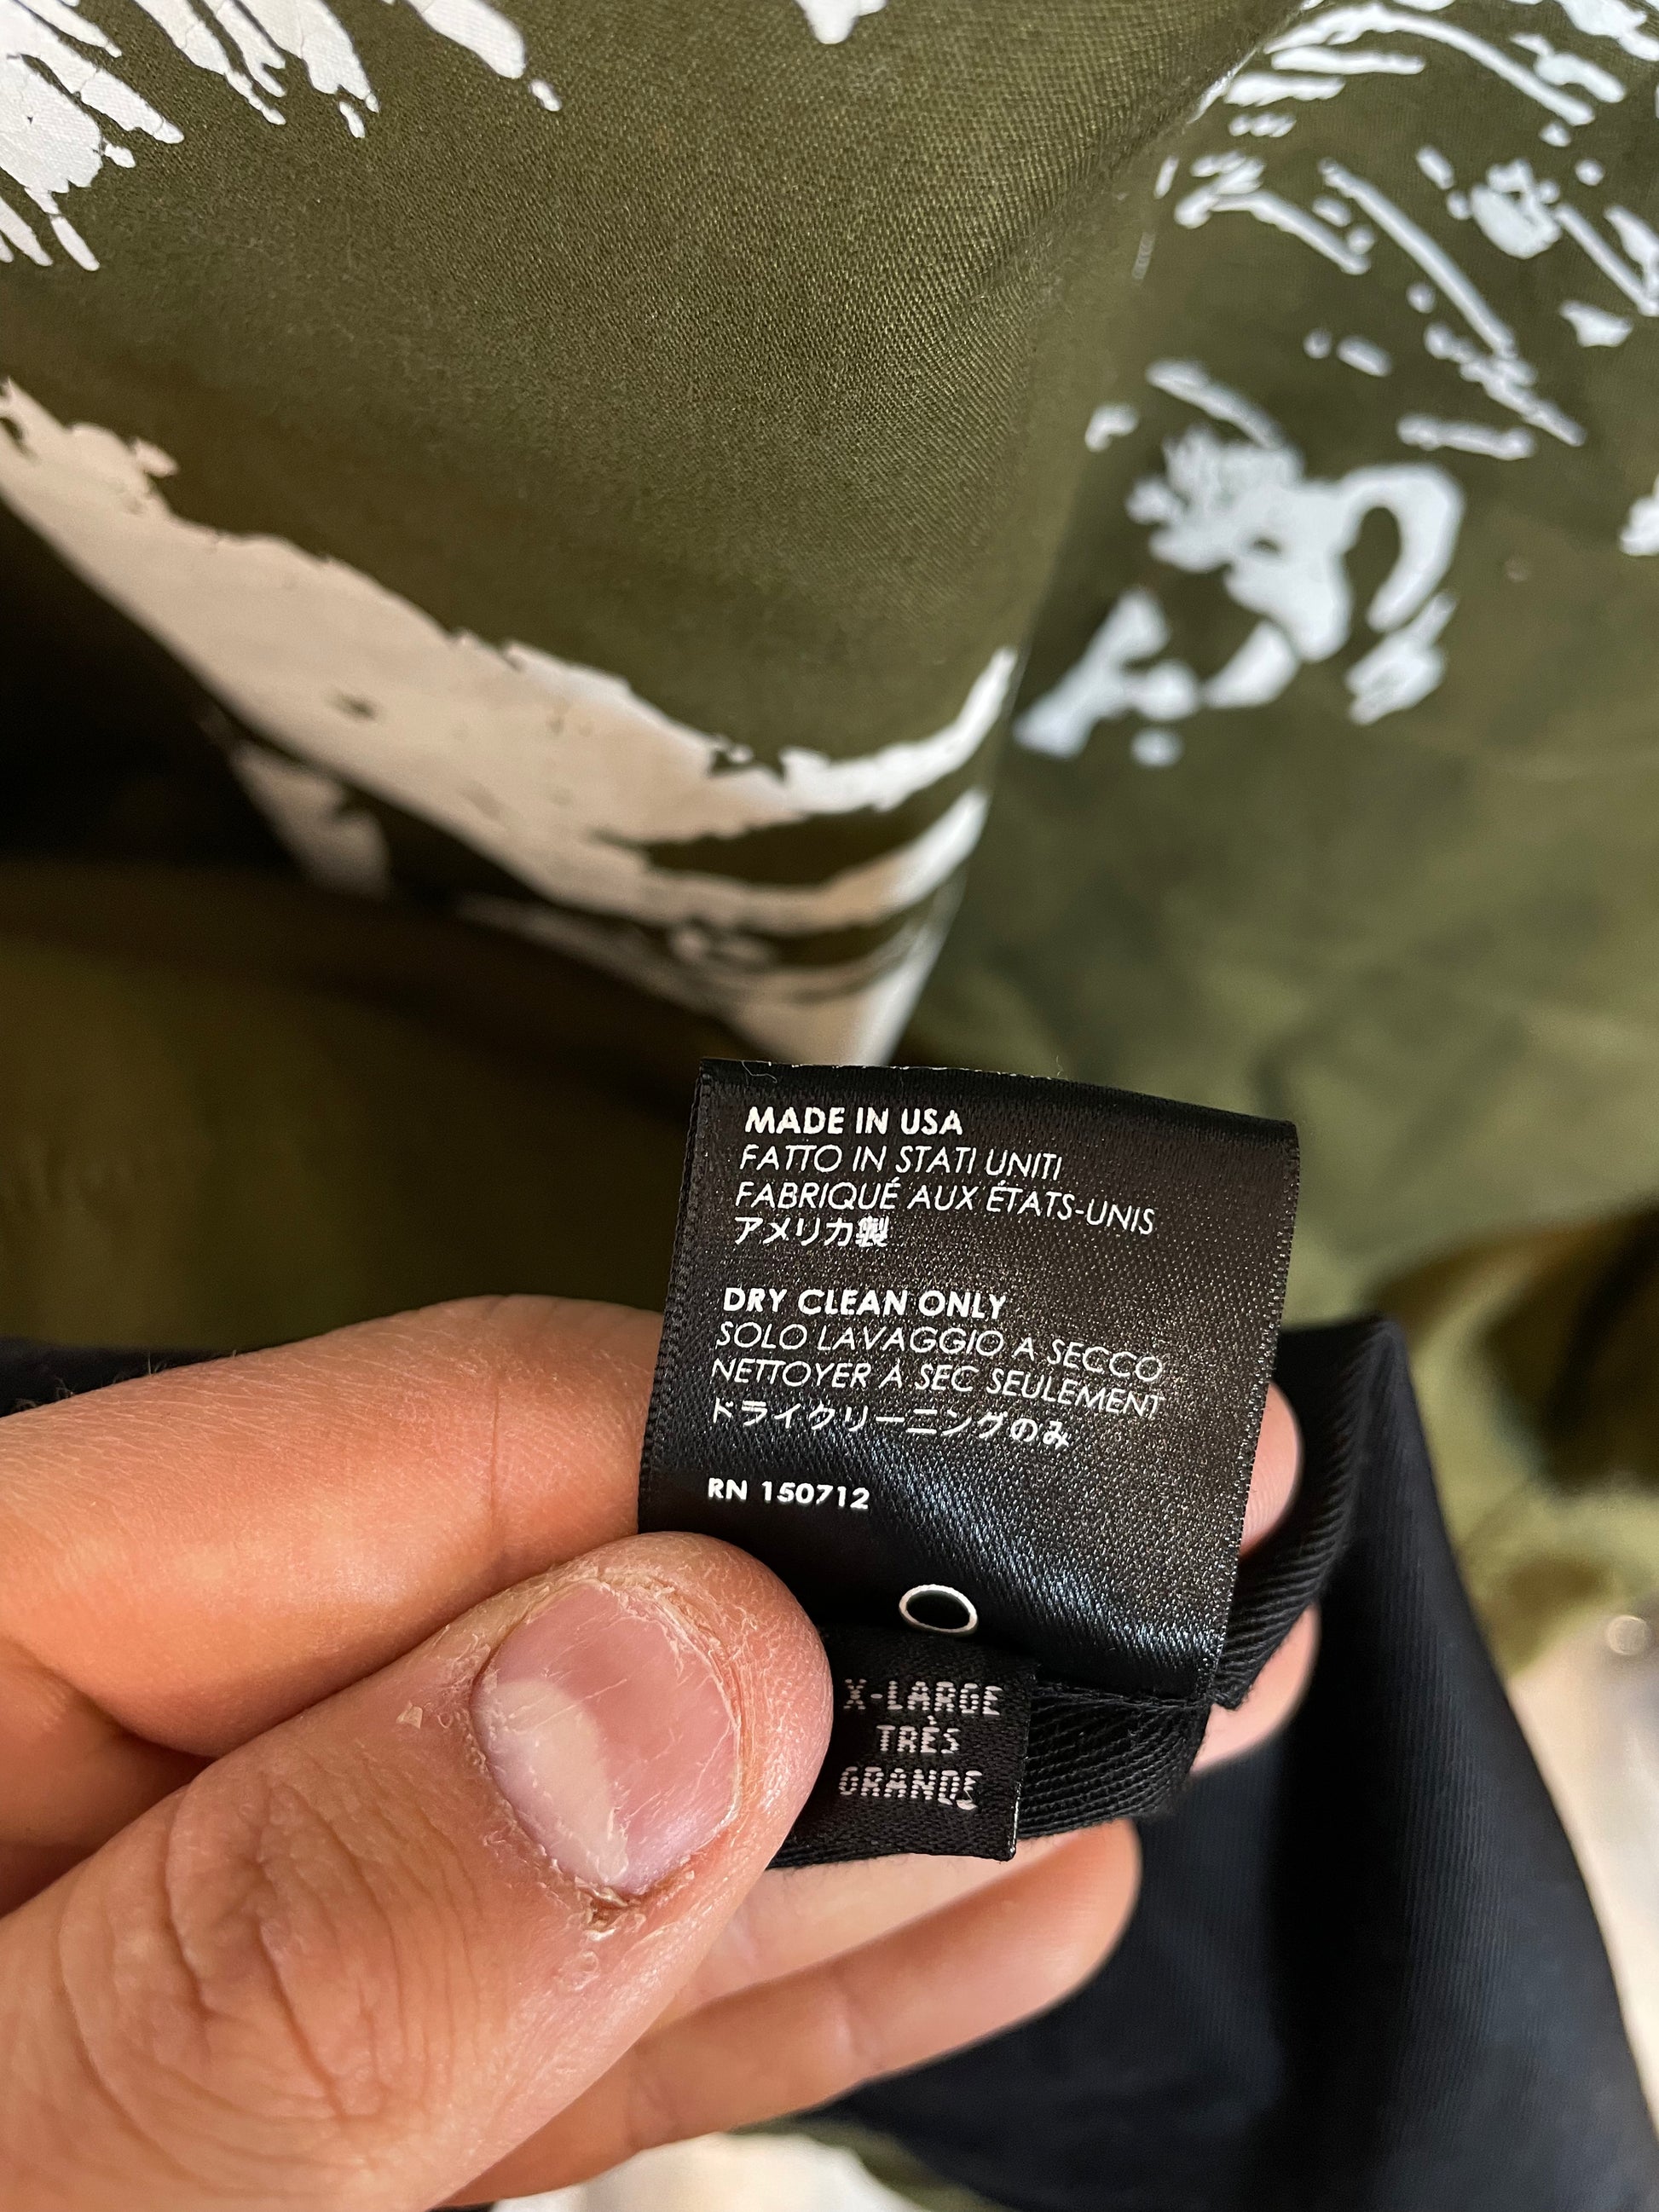 MADE IN USA
FATTO IN STATI UNITI
FABRIQUÉ AUX ÉTATS-UNIS
アメリカ製
DRY CLEAN ONLY
SOLO LAVAGGIO A SECCO
NETTOYER À SEC SEULEMENT
ドライクリーニングのみ
RN 150712
X-LARGE
TRÈS
GRANDE